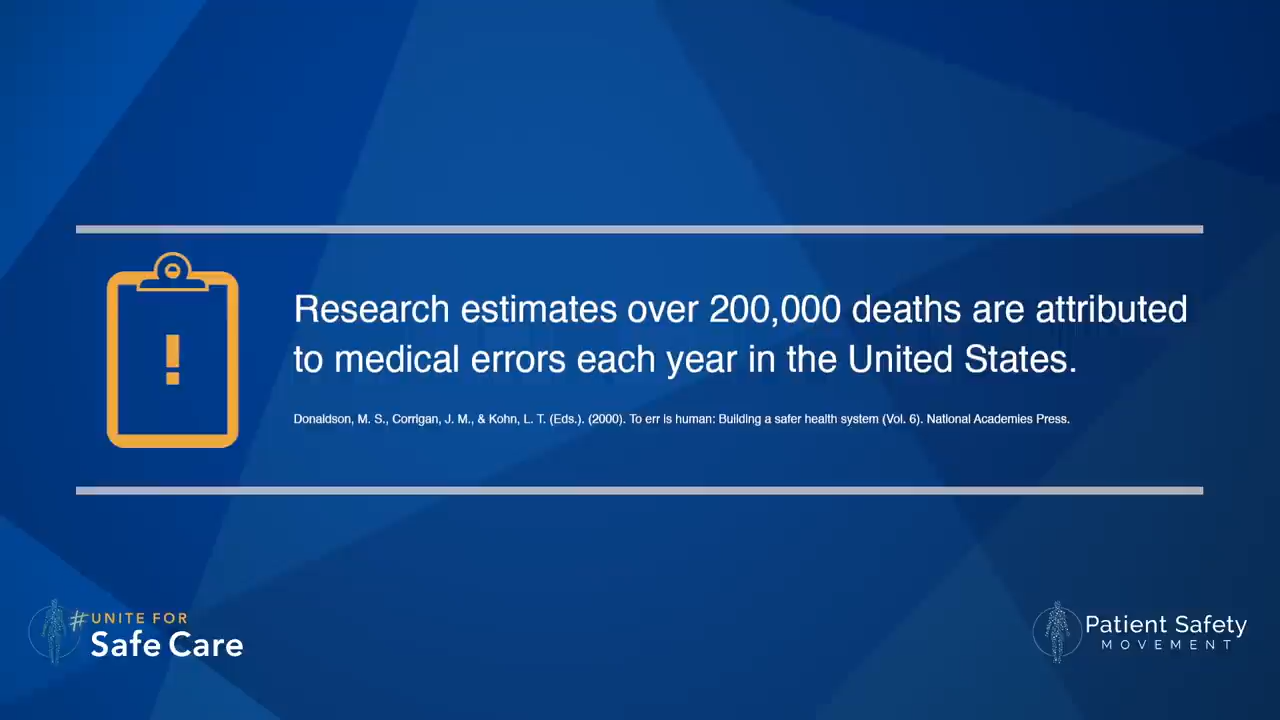 Research estimates over 200,000 deaths are attributed
to medical errors each year in the United States.
Donaldson, M. S., Corrigan, J. M., & Kohn, L. T. (Eds.). (2000). To err is human: Building a safer health system (Vol. 6). National Academies Press.
#UNITE FOR
Safe Care
Patient Safety
MOVEMENT